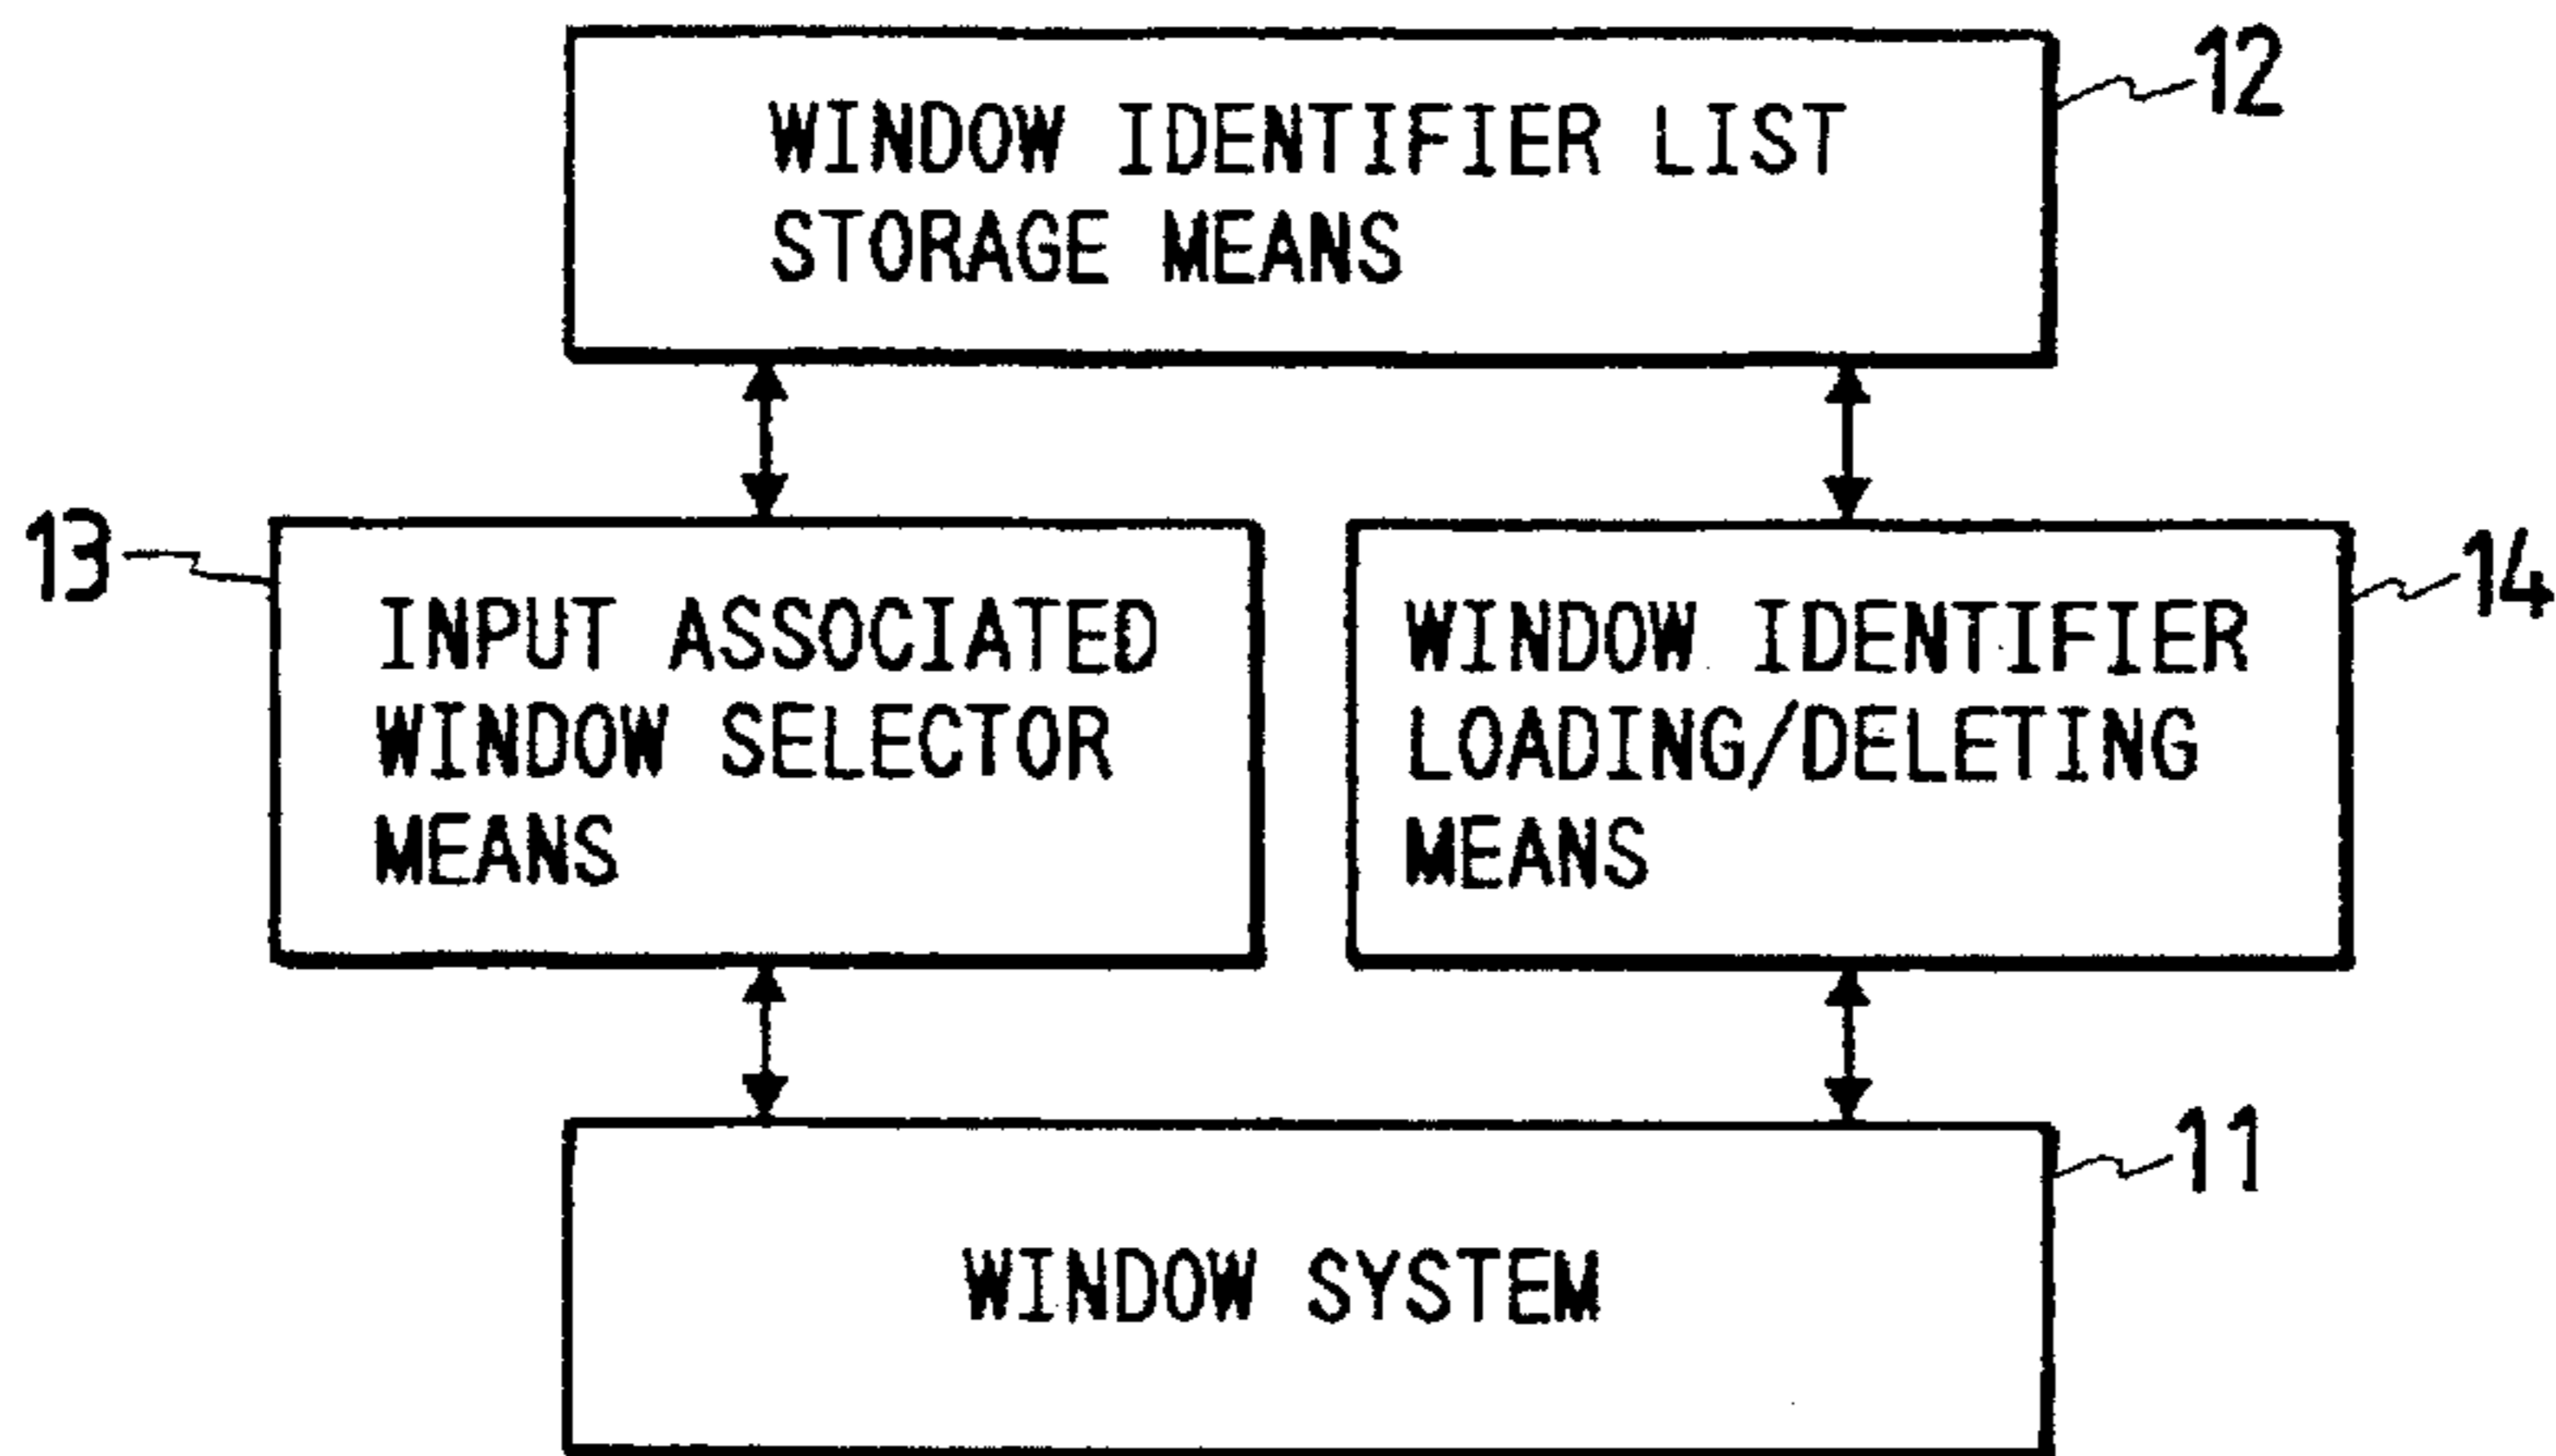 12
WINDOW IDENTIFIER LIST
STORAGE MEANS
13
INPUT ASSOCIATED
WINDOW SELECTOR
MEANS
14
WINDOW IDENTIFIER
LOADING/DELETING
MEANS
11
WINDOW SYSTEM